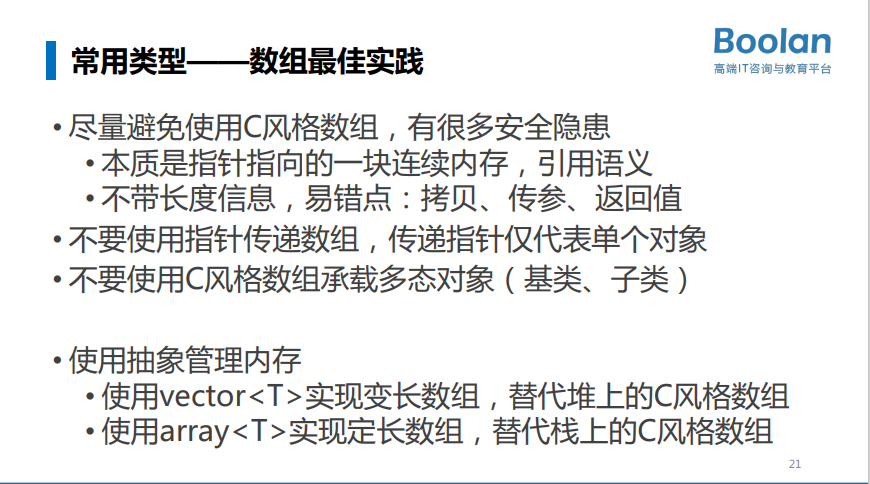 Boolan
高端IT咨询与教育平台
常用类型——数组最佳实践
• 尽量避免使用C风格数组，有很多安全隐患
• 本质是指针指向的一块连续内存，引用语义
• 不带长度信息，易错点：拷贝、传参、返回值
• 不要使用指针传递数组，传递指针仅代表单个对象
• 不要使用C风格数组承载多态对象（基类、子类）
• 使用抽象管理内存
• 使用vector<T>实现变长数组，替代堆上的C风格数组
• 使用array<T>实现定长数组，替代栈上的C风格数组
21